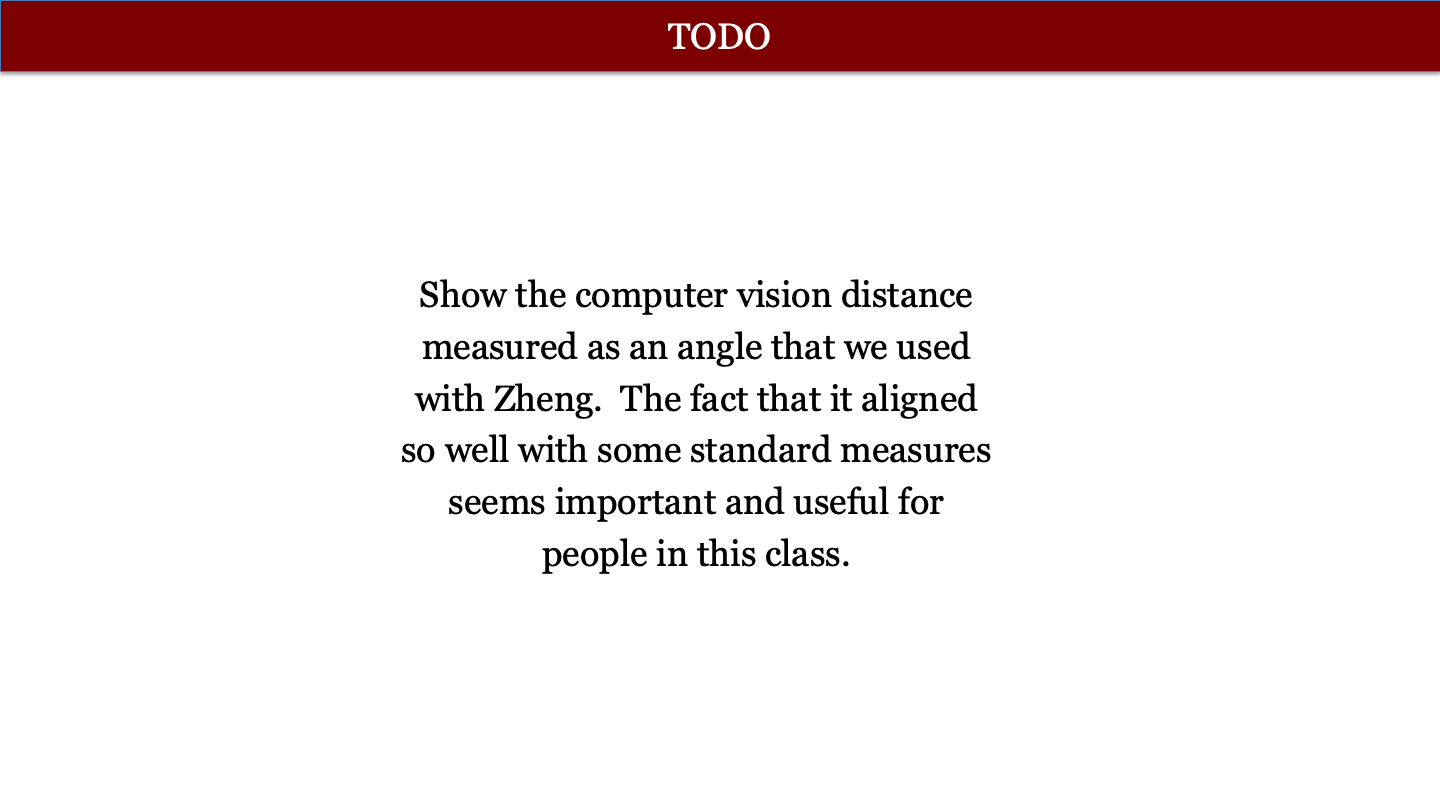 TODO
Show the computer vision distance
measured as an angle that we used
with Zheng.  The fact that it aligned
so well with some standard measures
seems important and useful for
people in this class.